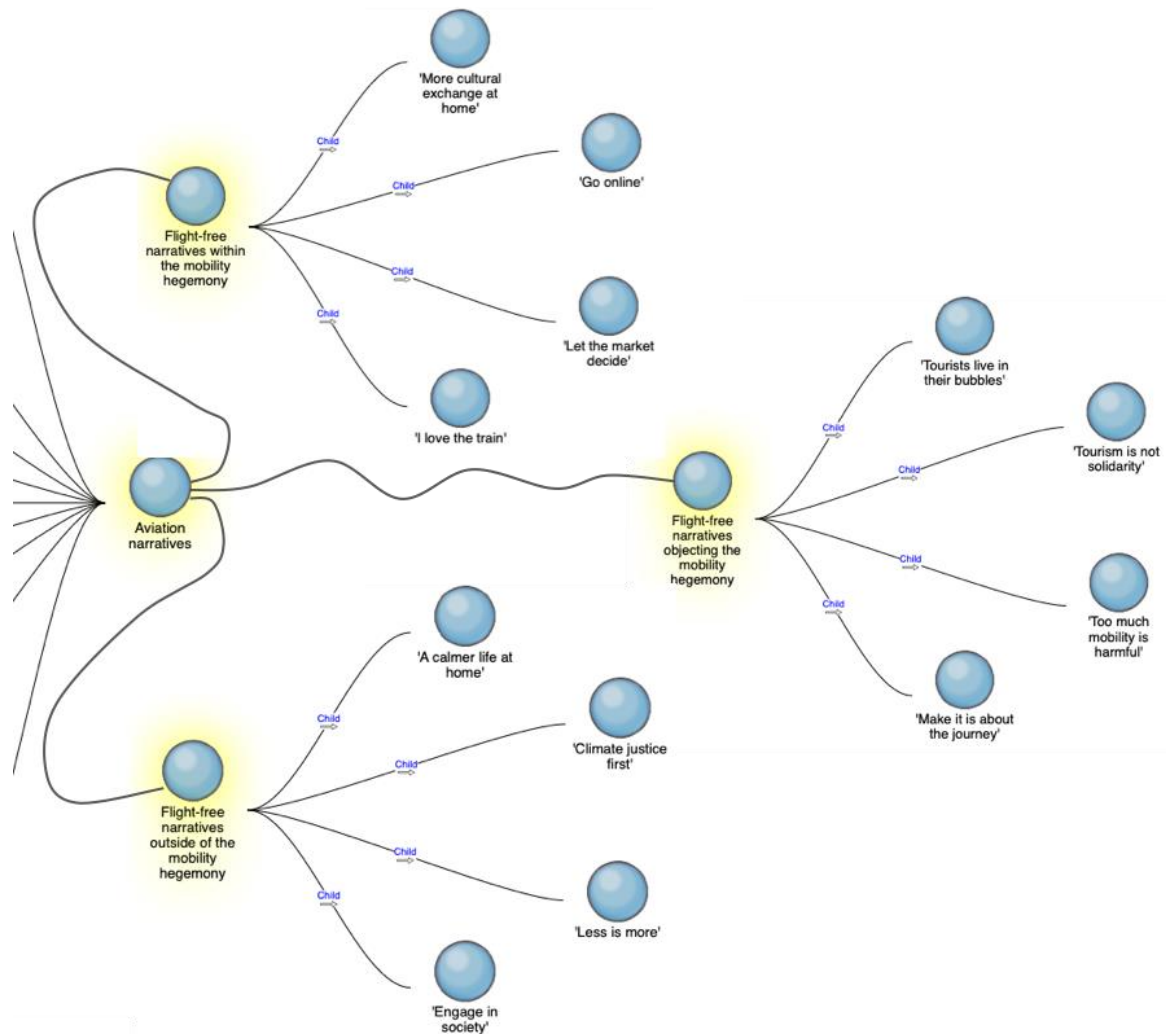 'More cultural
exchange at
home'
Child
Child
'Go online'
Flight-free
narratives within
the mobility
hegemony
Child
Child
'Let the market
decide'
'I love the train'
Aviation
narratives
Flight-free
narratives
objecting the
mobility
hegemony
'Tourists live in
their bubbles'
Child
Child
'Tourism is not
solidarity'
Child
Child
'Too much
mobility is
harmful'
'Make it is about
the journey'
'A calmer life at
home'
Child
Child
'Climate justice
first'
Flight-free
narratives
outside of the
mobility
hegemony
Child
Child
'Less is more'
'Engage in
society'